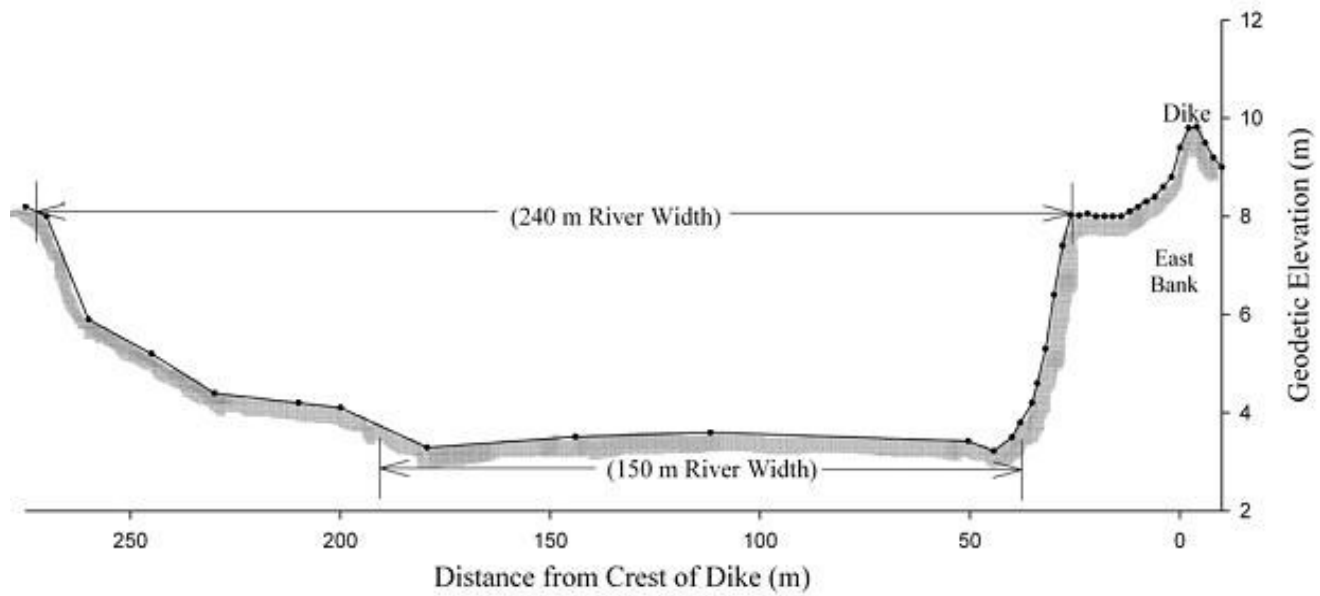 12
Dike
10
Geodetic Elevation (m)
(240 m River Width)
8
East
Bank
6
4
(150 m River Width)
2
250
200
150
100
50
0
Distance from Crest of Dike (m)